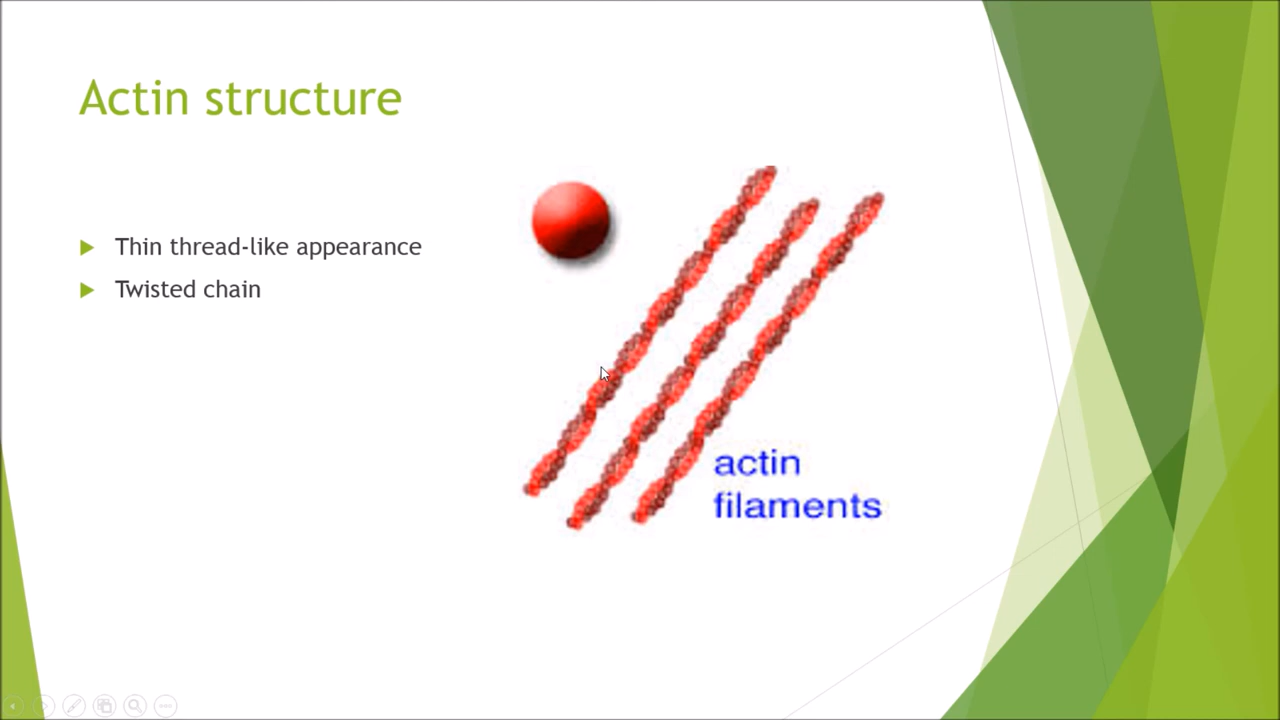 Actin structure
Thin thread-like appearance
Twisted chain
actin
filaments